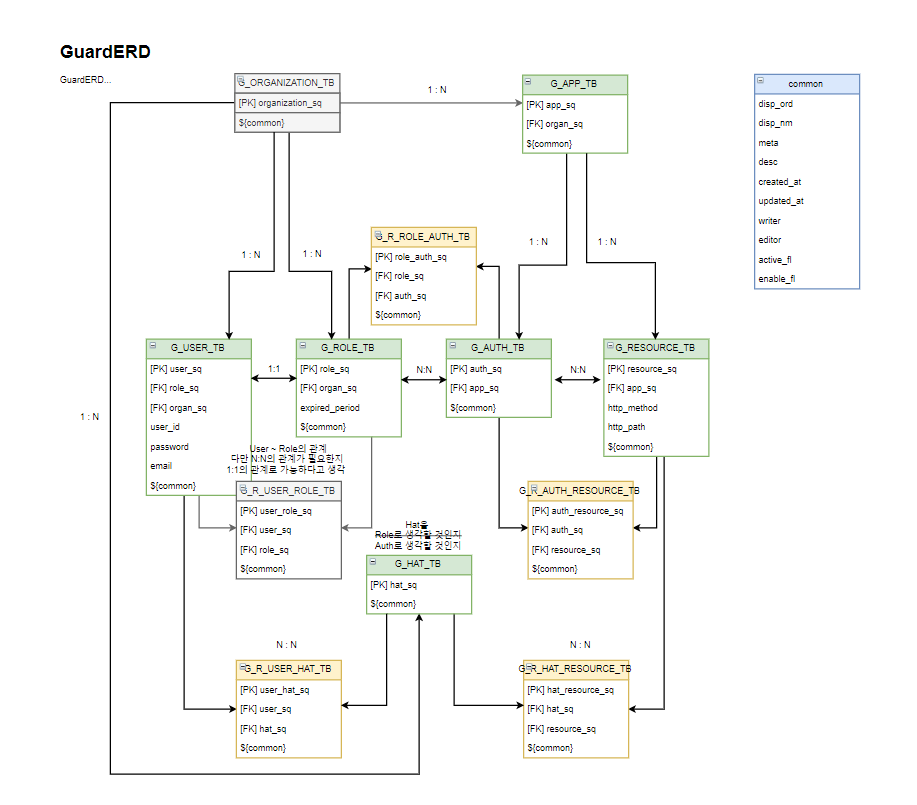 GuardERD
GuardERD...
G_ORGANIZATION_TB
[PK] organization_sq
${common}
1 : N
G_APP_TB
[PK] app_sq
[FK] organ_sq
${common}
common
disp_ord
disp_nm
meta
desc
created_at
updated_at
writer
editor
active_fl
enable_fl
1 : N
1 : N
G_R_ROLE_AUTH_TB
[PK] role_auth_sq
[FK] role_sq
[FK] auth_sq
${common}
1 : N
1 : N
G_USER_TB
[PK] user_sq
[FK] role_sq
[FK] organ_sq
user_id
password
email
${common}
1:1
G_ROLE_TB
[PK] role_sq
[FK] organ_sq
expired_period
${common}
N:N
G_AUTH_TB
[PK] auth_sq
[FK] app_sq
${common}
N:N
G_RESOURCE_TB
[PK] resource_sq
[FK] app_sq
http_method
http_path
${common}
1 : N
User ~ Role의 관계
다만 N:N의 관계가 필요한지
1:1의 관계로 가능하다고 생각
G_R_USER_ROLE_TB
[PK] user_role_sq
[FK] user_sq
[FK] role_sq
${common}
G_R_AUTH_RESOURCE_TB
[PK] auth_resource_sq
[FK] auth_sq
[FK] resource_sq
${common}
Hat을
Role로 생각할 것인지
Auth로 생각할 것인지
G_HAT_TB
[PK] hat_sq
${common}
N : N
G_R_USER_HAT_TB
[PK] user_hat_sq
[FK] user_sq
[FK] hat_sq
${common}
N : N
G_R_HAT_RESOURCE_TB
[PK] hat_resource_sq
[FK] hat_sq
[FK] resource_sq
${common}